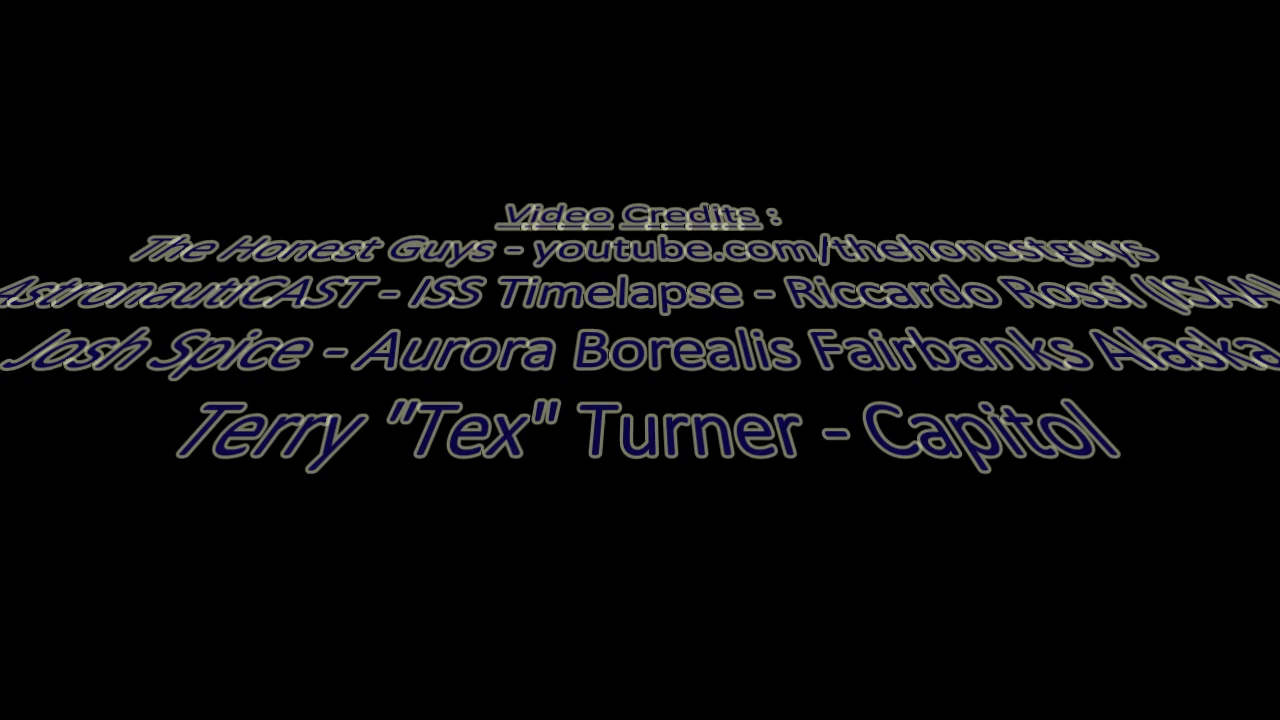 Video Credits :
The Honest Guys - youtube.com/thehonestguys
AstronautiCAST - ISS Timelapse - Riccardo Rossi (ISAA)
Josh Spice - Aurora Borealis Fairbanks Alaska
Terry "Tex" Turner - Capitol